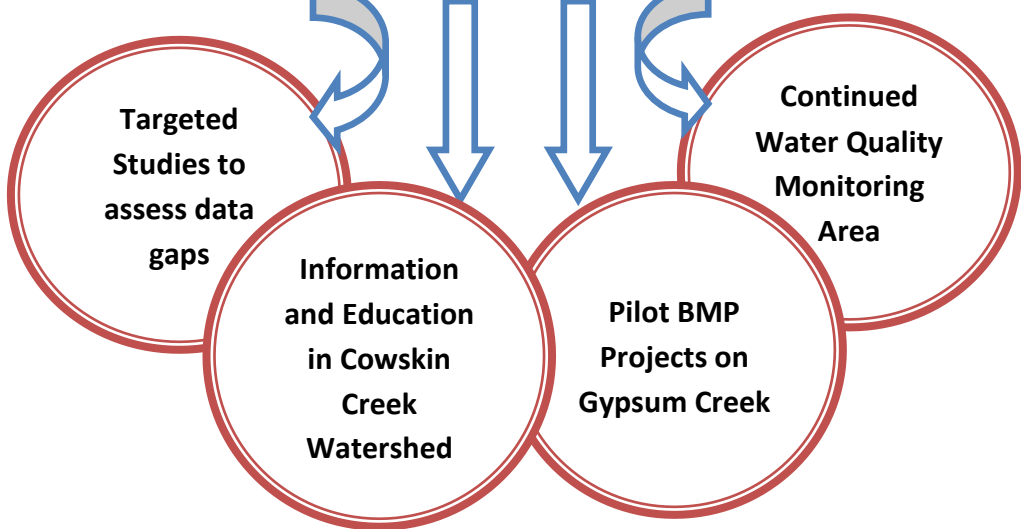 Targeted
Studies to
assess data
gaps
Information
and Education
in Cowskin
Creek
Watershed
Pilot BMP
Projects on
Gypsum Creek
Continued
Water Quality
Monitoring
Area